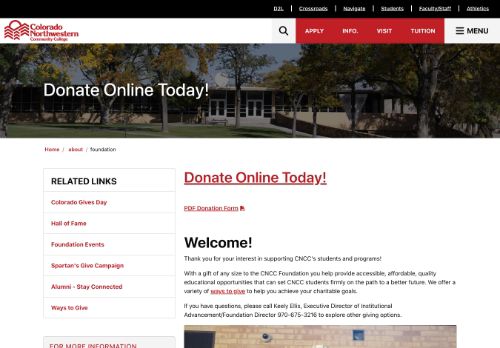 D2L | Crossroads | Navigate | Students | Faculty/Staff | Athletics
Colorado
Northwestern
Community College
APPLY INFO. VISIT TUITION MENU
Donate Online Today!
Home / about / foundation
RELATED LINKS
Colorado Gives Day
Hall of Fame
Foundation Events
Spartan's Give Campaign
Alumni - Stay Connected
Ways to Give
FOR MORE INFORMATION
Donate Online Today!
PDF Donation Form
Welcome!
Thank you for your interest in supporting CNCC's students and programs!
With a gift of any size to the CNCC Foundation you help provide accessible, affordable, quality
educational opportunities that can set CNCC students firmly on the path to a better future. We offer a
variety of ways to give to help you achieve your charitable goals.
If you have questions, please call Keely Ellis, Executive Director of Institutional
Advancement/Foundation Director 970-675-3216 to explore other giving options.